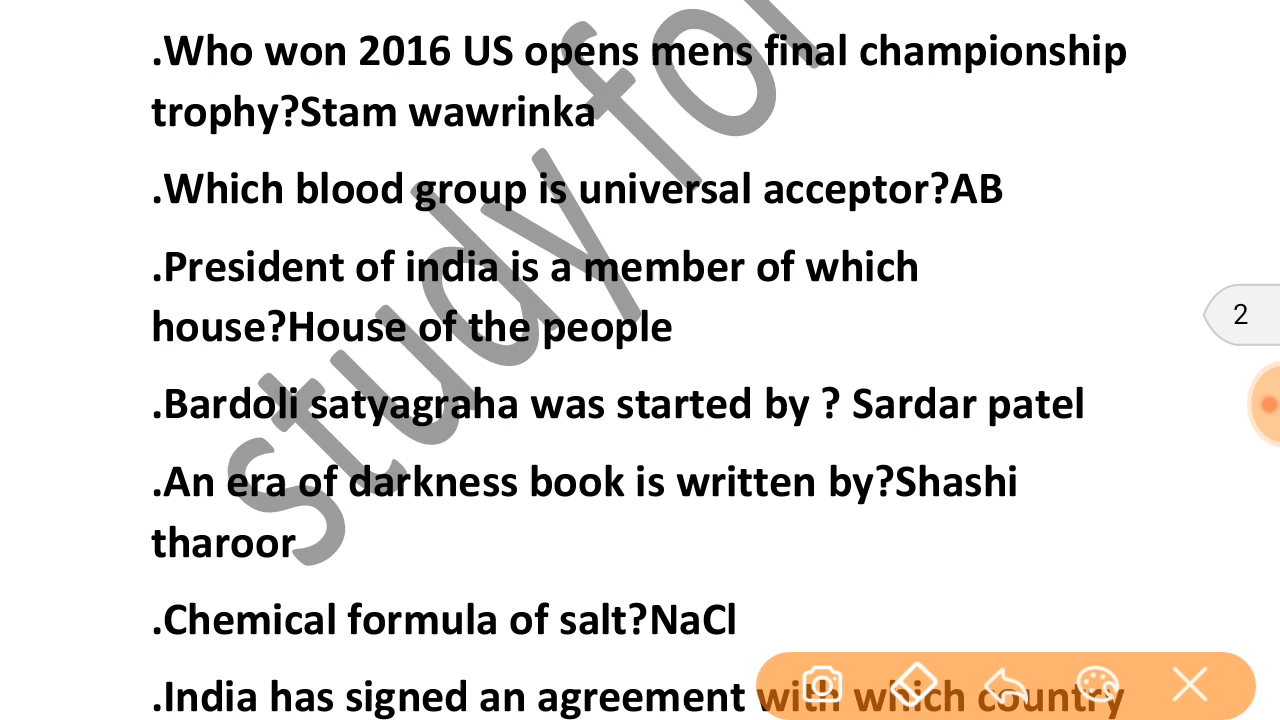 .Who won 2016 US opens mens final championship
trophy?Stam wawrinka
.Which blood group is universal acceptor?AB
.President of india is a member of which
house?House of the people
2
.Bardoli satyagraha was started by ? Sardar patel
.An era of darkness book is written by?Shashi
tharoor
.Chemical formula of salt?NaCl
.India has signed an agreement with which country
study for